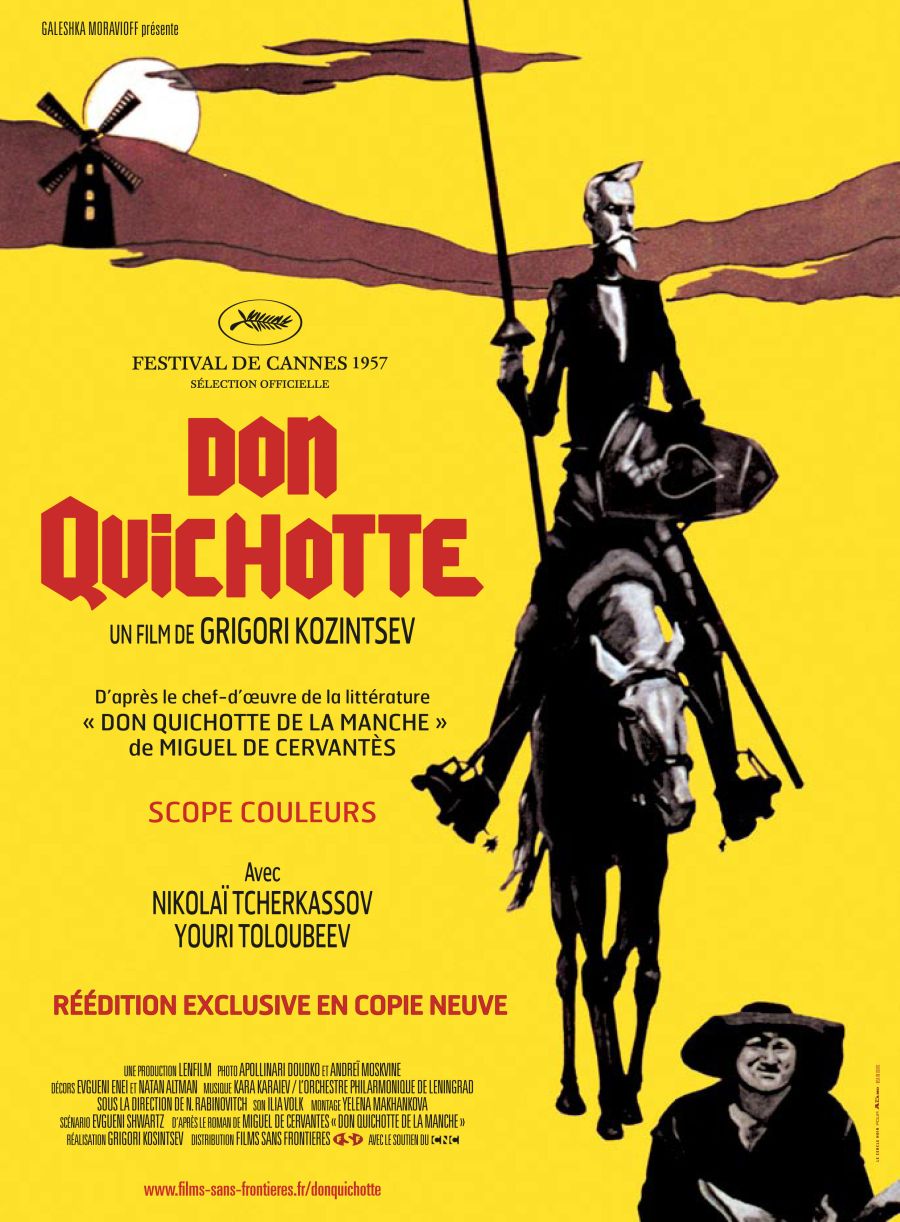 GALESHKA MORAVIOFF présente
FESTIVAL DE CANNES 1957
SÉLECTION OFFICIELLE
DON
QUICHOTTE
UN FILM DE GRIGORI KOZINTSEV
D'après le chef-d'œuvre de la littérature
« DON QUICHOTTE DE LA MANCHE »
de MIGUEL DE CERVANTÈS
SCOPE COULEURS
Avec
NIKOLAÏ TCHERKASSOV
YOURI TOLOUBEEV
RÉÉDITION EXCLUSIVE EN COPIE NEUVE
UNE PRODUCTION LENFILM PHOTO APOLLINARI DOUDKO ET ANDREÏ MOSKVINE
DÉCORS EVGUENI ENEI ET NATAN ALTMAN MUSIQUE KARA KARAIEV / L'ORCHESTRE PHILARMONIQUE DE LENINGRAD
SOUS LA DIRECTION DE N. RABINOVITCH SON ILIA VOLK MONTAGE YELENA MAKHANKOVA
SCÉNARIO EVGUENI SHWARTZ D'APRÈS LE ROMAN DE MIGUEL DE CERVANTES « DON QUICHOTTE DE LA MANCHE »
RÉALISATION GRIGORI KOSINTSEV DISTRIBUTION FILMS SANS FRONTIERES FSF AVEC LE SOUTIEN DU CNC
www.films-sans-frontieres.fr/donquichotte